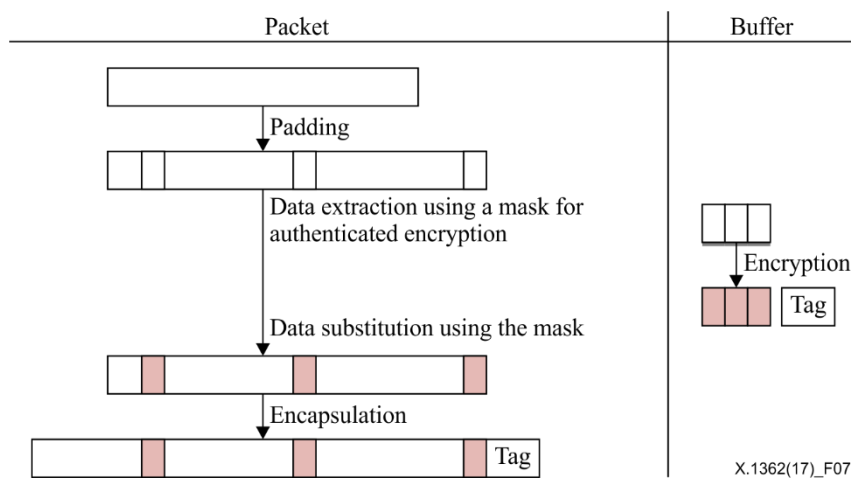 Packet
Buffer
Padding
Data extraction using a mask for
authenticated encryption
Encryption
Tag
Data substitution using the mask
Encapsulation
Tag
X.1362(17)_F07